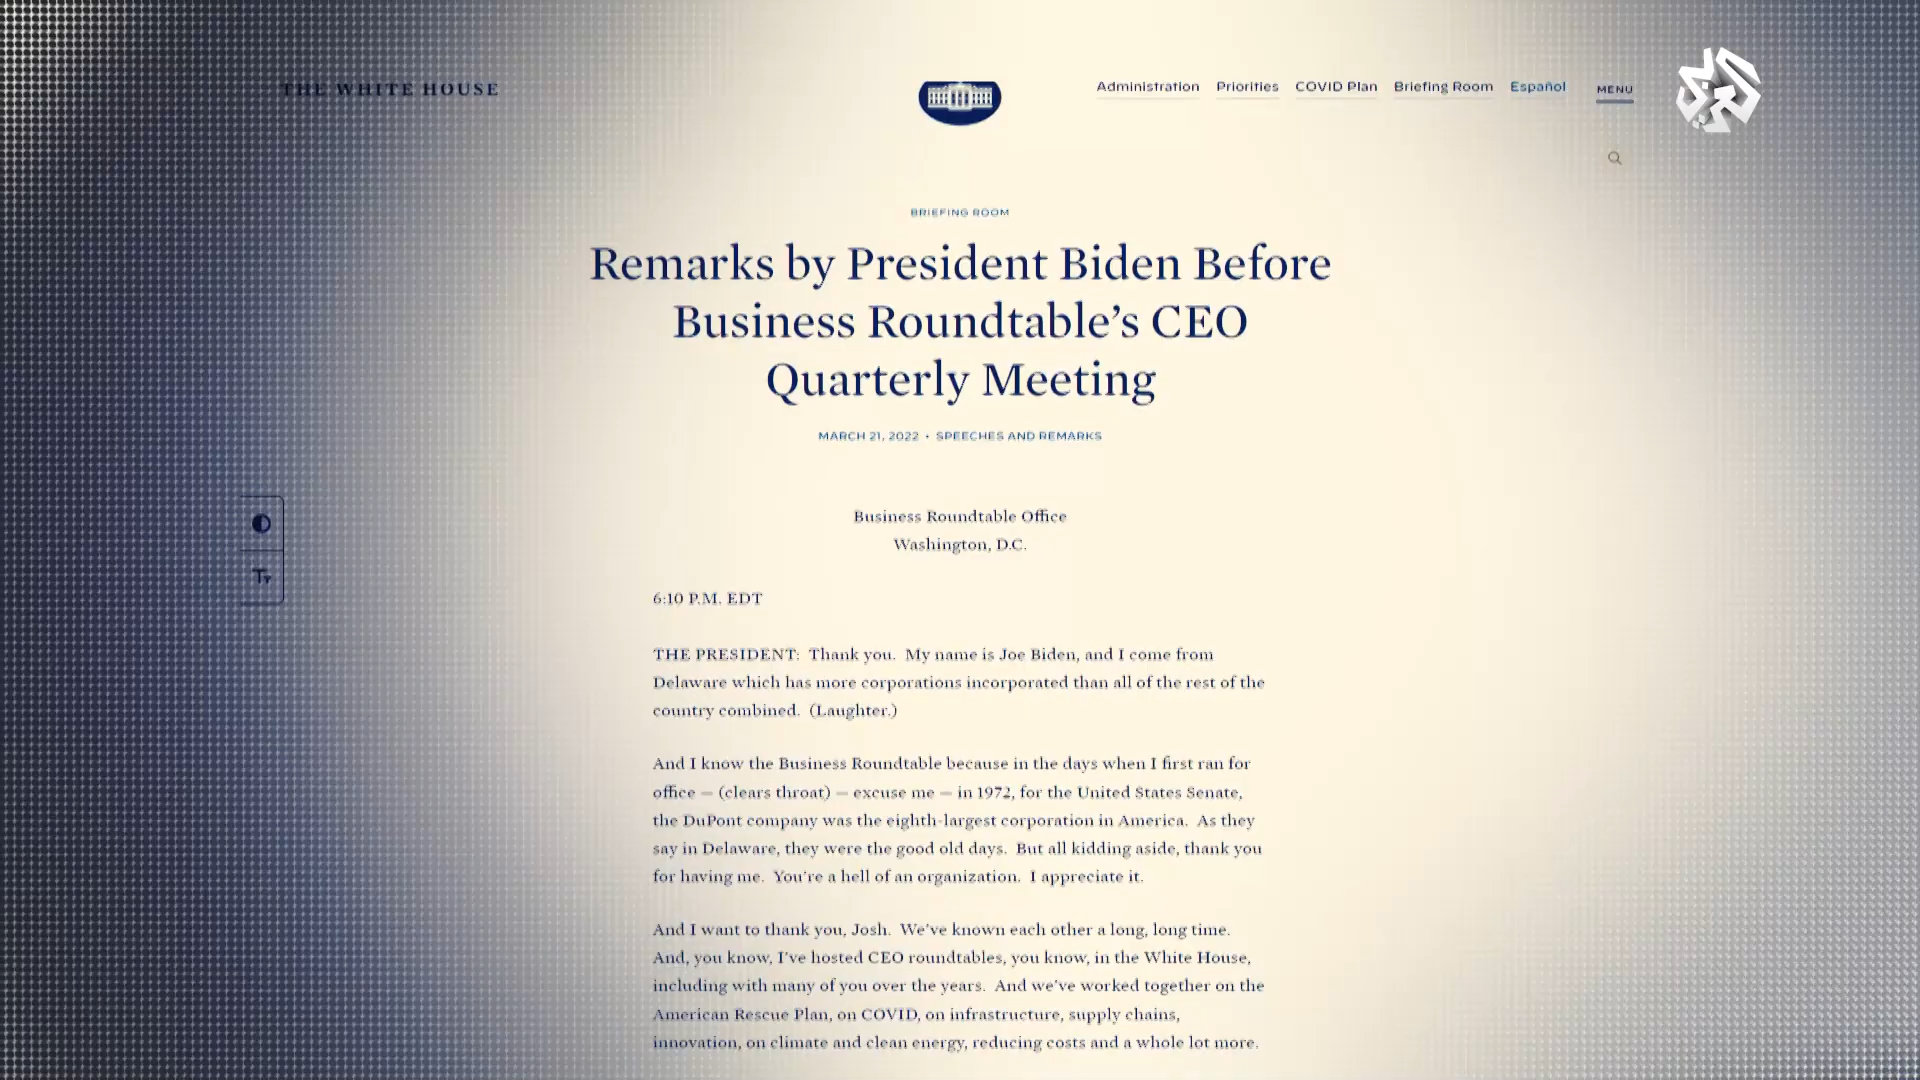 THE WHITE HOUSE
Administration Priorities COVID Plan Briefing Room Español MENU
BRIEFING ROOM
Remarks by President Biden Before
Business Roundtable’s CEO
Quarterly Meeting
MARCH 21, 2022 • SPEECHES AND REMARKS
Business Roundtable Office
Washington, D.C.
6:10 P.M. EDT
THE PRESIDENT:  Thank you.  My name is Joe Biden, and I come from
Delaware which has more corporations incorporated than all of the rest of the
country combined.  (Laughter.)
And I know the Business Roundtable because in the days when I first ran for
office — (clears throat) — excuse me — in 1972, for the United States Senate,
the DuPont company was the eighth-largest corporation in America.  As they
say in Delaware, they were the good old days.  But all kidding aside, thank you
for having me.  You’re a hell of an organization.  I appreciate it.
And I want to thank you, Josh.  We’ve known each other a long, long time.
And, you know, I’ve hosted CEO roundtables, you know, in the White House,
including with many of you over the years.  And we’ve worked together on the
American Rescue Plan, on COVID, on infrastructure, supply chains,
innovation, on climate and clean energy, reducing costs and a whole lot more.